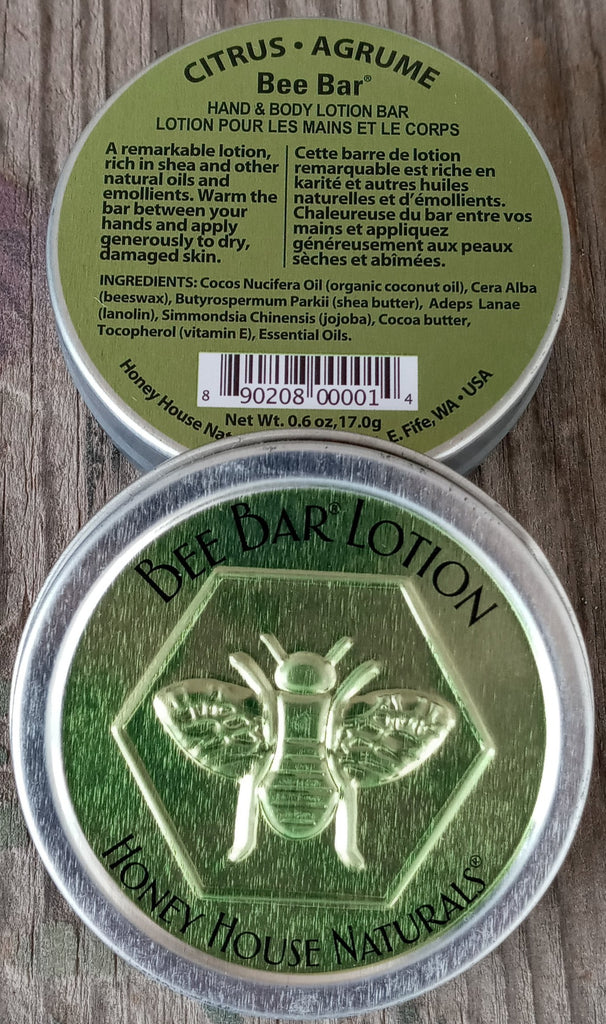 CITRUS • AGRUME
Bee Bar®
HAND & BODY LOTION BAR
LOTION POUR LES MAINS ET LE CORPS
A remarkable lotion,
rich in shea and other
natural oils and
emollients. Warm the
bar between your
hands and apply
generously to dry,
damaged skin.
Cette barre de lotion
remarquable est riche en
karité et autres huiles
naturelles et d'émollients.
Chaleureuse du bar entre vos
mains et appliquez
généreusement aux peaux
sèches et abîmées.
INGREDIENTS: Cocos Nucifera Oil (organic coconut oil), Cera Alba
(beeswax), Butyrospermum Parkii (shea butter), Adeps Lanae
(lanolin), Simmondsia Chinensis (jojoba), Cocoa butter,
Tocopherol (vitamin E), Essential Oils.
8 90208 00001 4
Honey House E. Fife, WA • USA
Net Wt. 0.6 oz, 17.0g
BEE BAR® LOTION
HONEY HOUSE NATURALS®